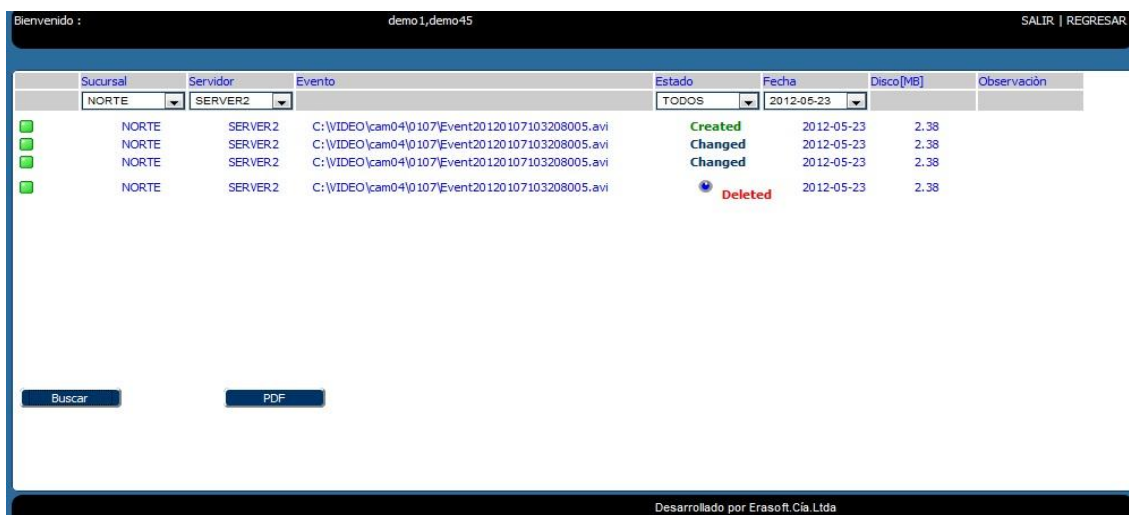 Bienvenido : demo1,demo45 SALIR | REGRESAR
Sucursal Servidor Evento Estado Fecha Disco[MB] Observaciòn
NORTE SERVER2 TODOS 2012-05-23
NORTE SERVER2 C:\VIDEO\cam04\0107\Event20120107103208005.avi Created 2012-05-23 2.38
NORTE SERVER2 C:\VIDEO\cam04\0107\Event20120107103208005.avi Changed 2012-05-23 2.38
NORTE SERVER2 C:\VIDEO\cam04\0107\Event20120107103208005.avi Changed 2012-05-23 2.38
NORTE SERVER2 C:\VIDEO\cam04\0107\Event20120107103208005.avi Deleted 2012-05-23 2.38
Buscar PDF
Desarrollado por Erasoft.Cía.Ltda